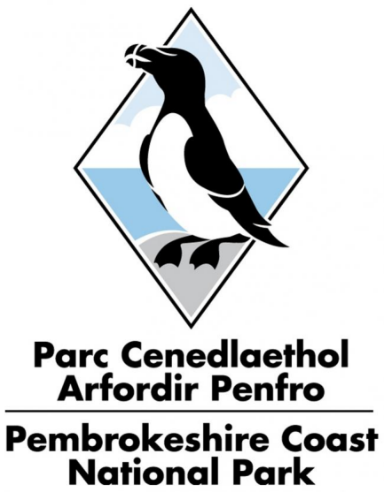 Parc Cenedlaethol
Arfordir Penfro
Pembrokeshire Coast
National Park